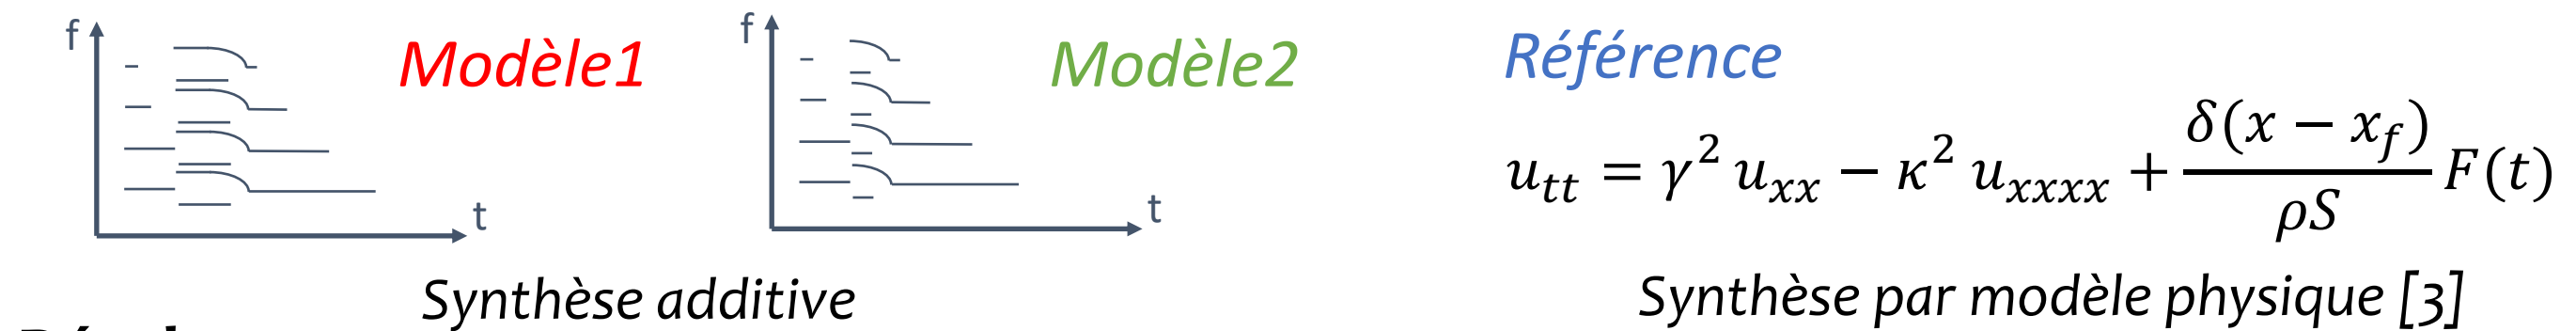 f
Modèle1
t
f
Modèle2
t
Synthèse additive
Référence
u_tt = γ² u_xx − κ² u_xxxx + δ(x − x_f)/ρS F(t)
Synthèse par modèle physique [3]